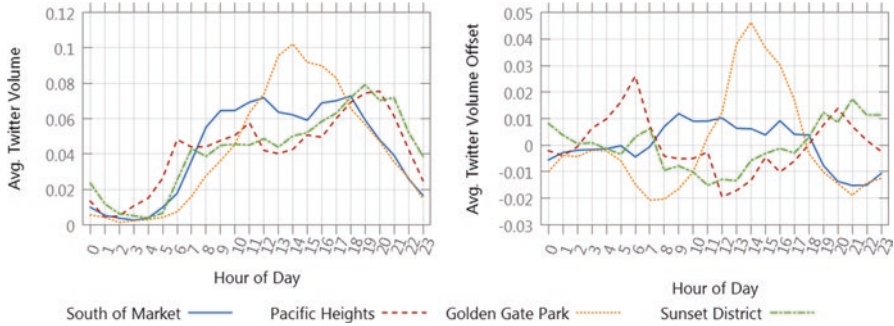 0.12
0.1
0.08
0.06
0.04
0.02
0
Avg. Twitter Volume
0 1 2 3 4 5 6 7 8 9 10 11 12 13 14 15 16 17 18 19 20 21 22 23
Hour of Day
0.05
0.04
0.03
0.02
0.01
0
-0.01
-0.02
-0.03
Avg. Twitter Volume Offset
0 1 2 3 4 5 6 7 8 9 10 11 12 13 14 15 16 17 18 19 20 21 22 23
Hour of Day
South of Market Pacific Heights Golden Gate Park Sunset District